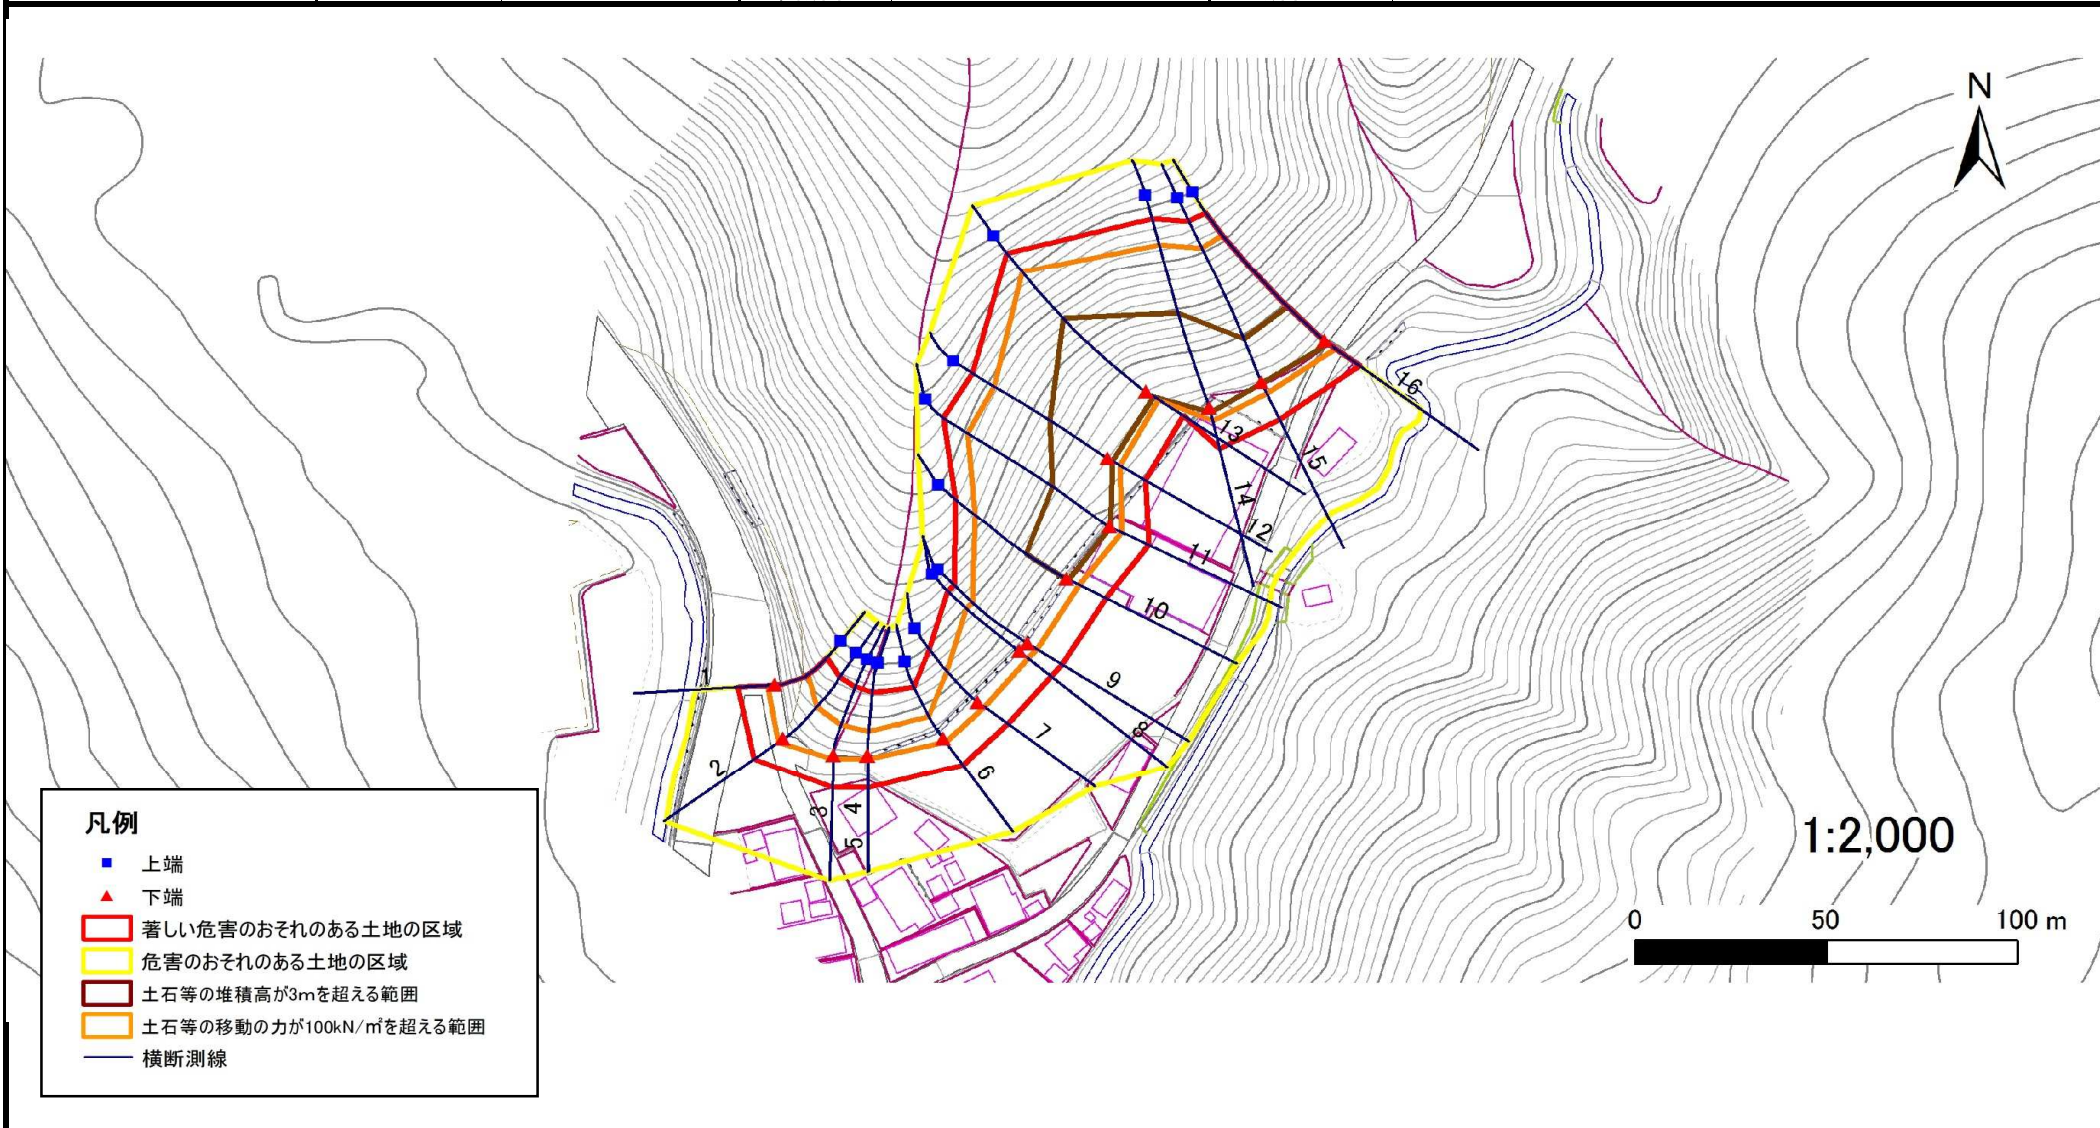 N
16
13
15
14
12
11
10
9
8
7
6
1
2
3
4
5
凡例
上端
下端
著しい危害のおそれのある土地の区域
危害のおそれのある土地の区域
土石等の堆積高が3mを超える範囲
土石等の移動の力が100kN/㎡を超える範囲
横断測線
1:2,000
0 50 100 m